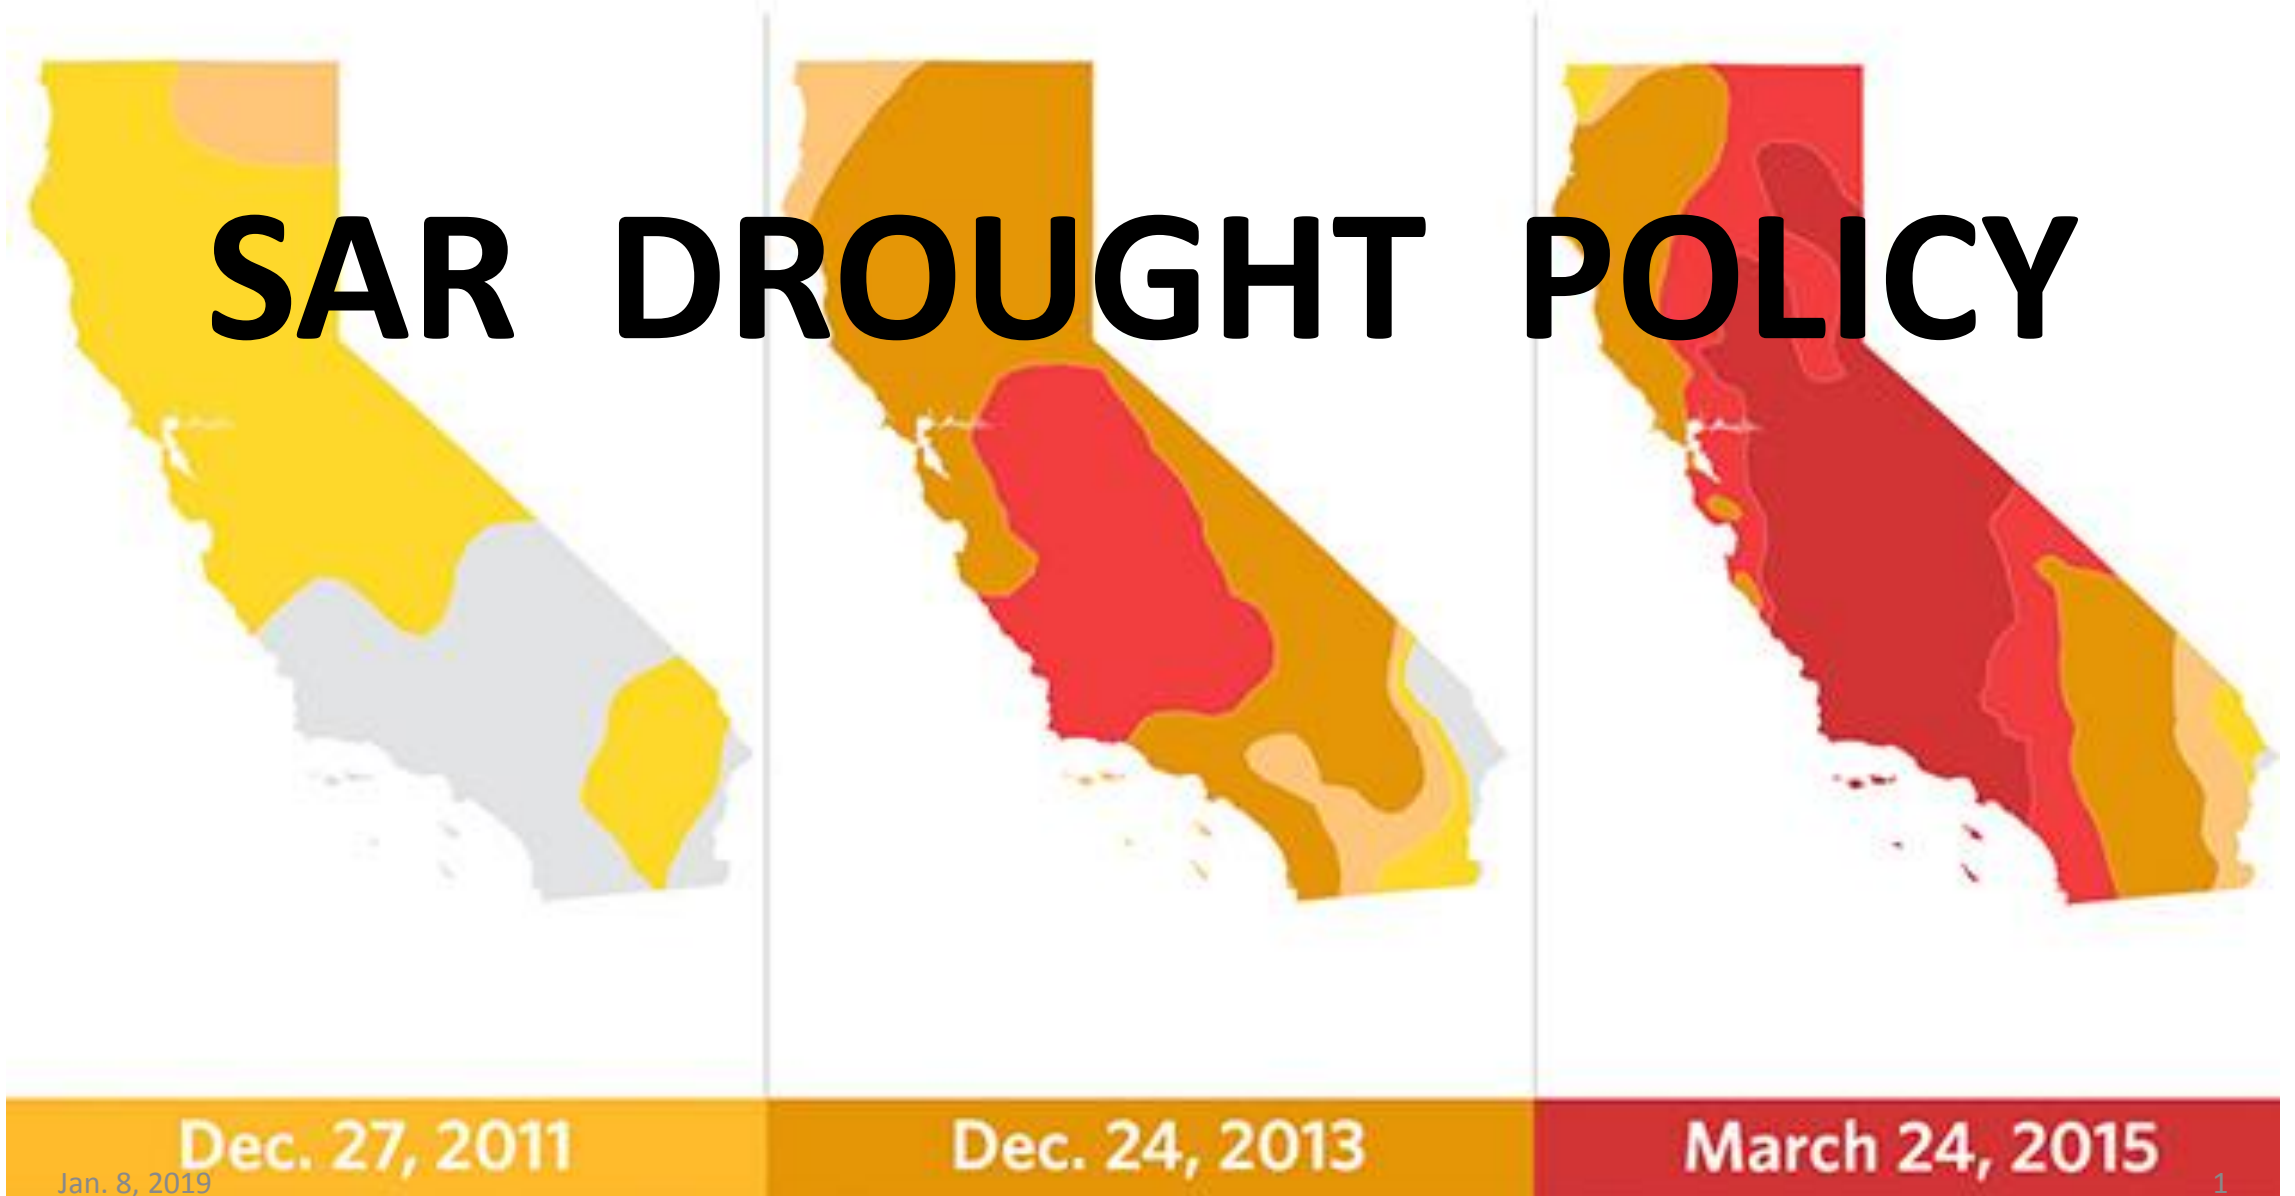 SAR DROUGHT POLICY
Dec. 27, 2011
Dec. 24, 2013
March 24, 2015
Jan. 8, 2019
1